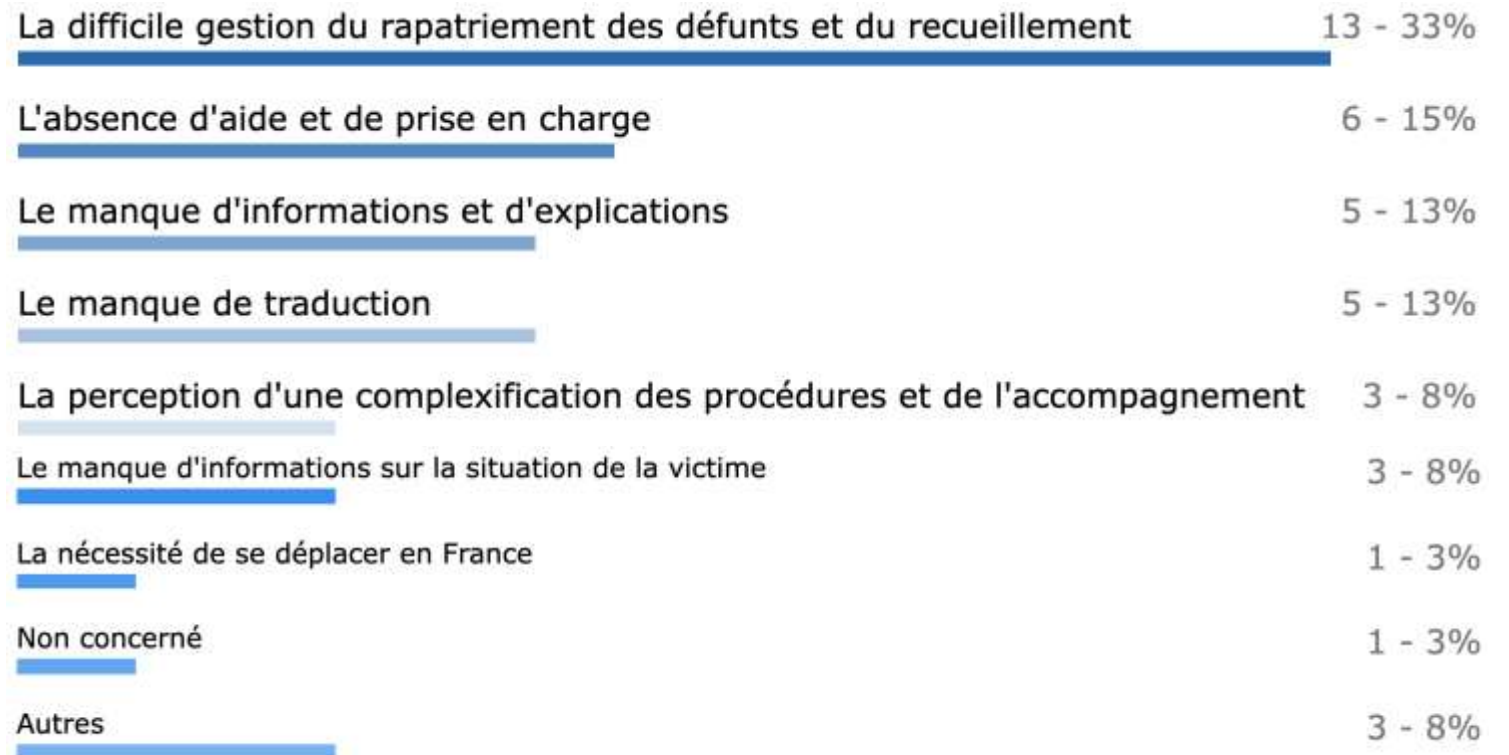 La difficile gestion du rapatriement des défunts et du recueillement 13 - 33%
L'absence d'aide et de prise en charge 6 - 15%
Le manque d'informations et d'explications 5 - 13%
Le manque de traduction 5 - 13%
La perception d'une complexification des procédures et de l'accompagnement 3 - 8%
Le manque d'informations sur la situation de la victime 3 - 8%
La nécessité de se déplacer en France 1 - 3%
Non concerné 1 - 3%
Autres 3 - 8%